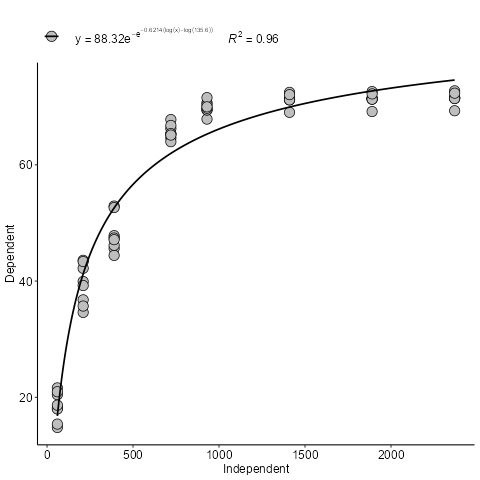 y = 88.32e^−e^−0.6214(log(x)−log(135.6)) R² = 0.96
60
40
20
Dependent
0 500 1000 1500 2000
Independent